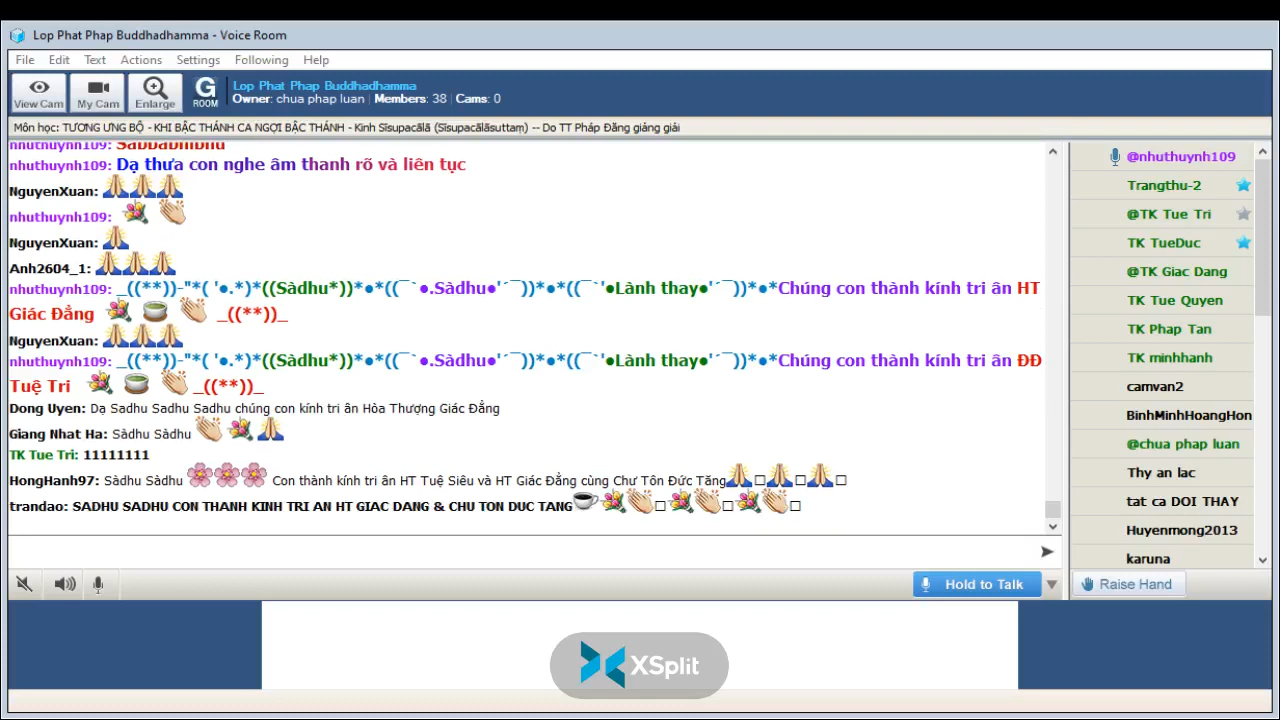 Lop Phat Phap Buddhadhamma - Voice Room
File Edit Text Actions Settings Following Help
View Cam My Cam Enlarge G ROOM
Lop Phat Phap Buddhadhamma
Owner: chua phap luan | Members: 38 | Cams: 0
Môn học: TƯƠNG ƯNG BỘ - KHI BẬC THÁNH CA NGỢI BẬC THÁNH - Kinh Sīsupacālā (Sīsupacālāsuttaṃ) -- Do TT Pháp Đăng giảng giải
nhuthuynh109: Sabbabhibhu
nhuthuynh109: Dạ thưa con nghe âm thanh rõ và liên tục
NguyenXuan:
nhuthuynh109:
NguyenXuan:
Anh2604_1:
nhuthuynh109: _((**))-"*( '●.*)*((Sàdhu*))*●*((¯`●.Sàdhu●'´¯))*●*((¯`'●Lành thay●'´¯))*●*Chúng con thành kính tri ân HT
Giác Đẳng _((**))_
NguyenXuan:
nhuthuynh109: _((**))-"*( '●.*)*((Sàdhu*))*●*((¯`●.Sàdhu●'´¯))*●*((¯`'●Lành thay●'´¯))*●*Chúng con thành kính tri ân ĐĐ
Tuệ Tri _((**))_
Dong Uyen: Dạ Sadhu Sadhu Sadhu chúng con kính tri ân Hòa Thượng Giác Đẳng
Giang Nhat Ha: Sàdhu Sàdhu
TK Tue Tri: 11111111
HongHanh97: Sàdhu Sàdhu Con thành kính tri ân HT Tuệ Siêu và HT Giác Đẳng cùng Chư Tôn Đức Tăng
trandao: SADHU SADHU CON THANH KINH TRI AN HT GIAC DANG & CHU TON DUC TANG
@nhuthuynh109
Trangthu-2
@TK Tue Tri
TK TueDuc
@TK Giac Dang
TK Tue Quyen
TK Phap Tan
TK minhhanh
camvan2
BinhMinhHoangHon
@chua phap luan
Thy an lac
tat ca DOI THAY
Huyenmong2013
karuna
Hold to Talk
Raise Hand
XSplit